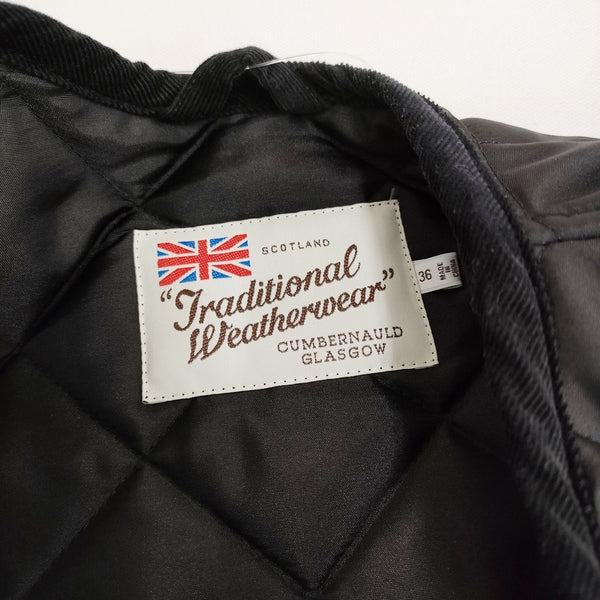 SCOTLAND
"Traditional
Weatherwear"
CUMBERNAULD
GLASGOW
36
MADE
IN
CHINA